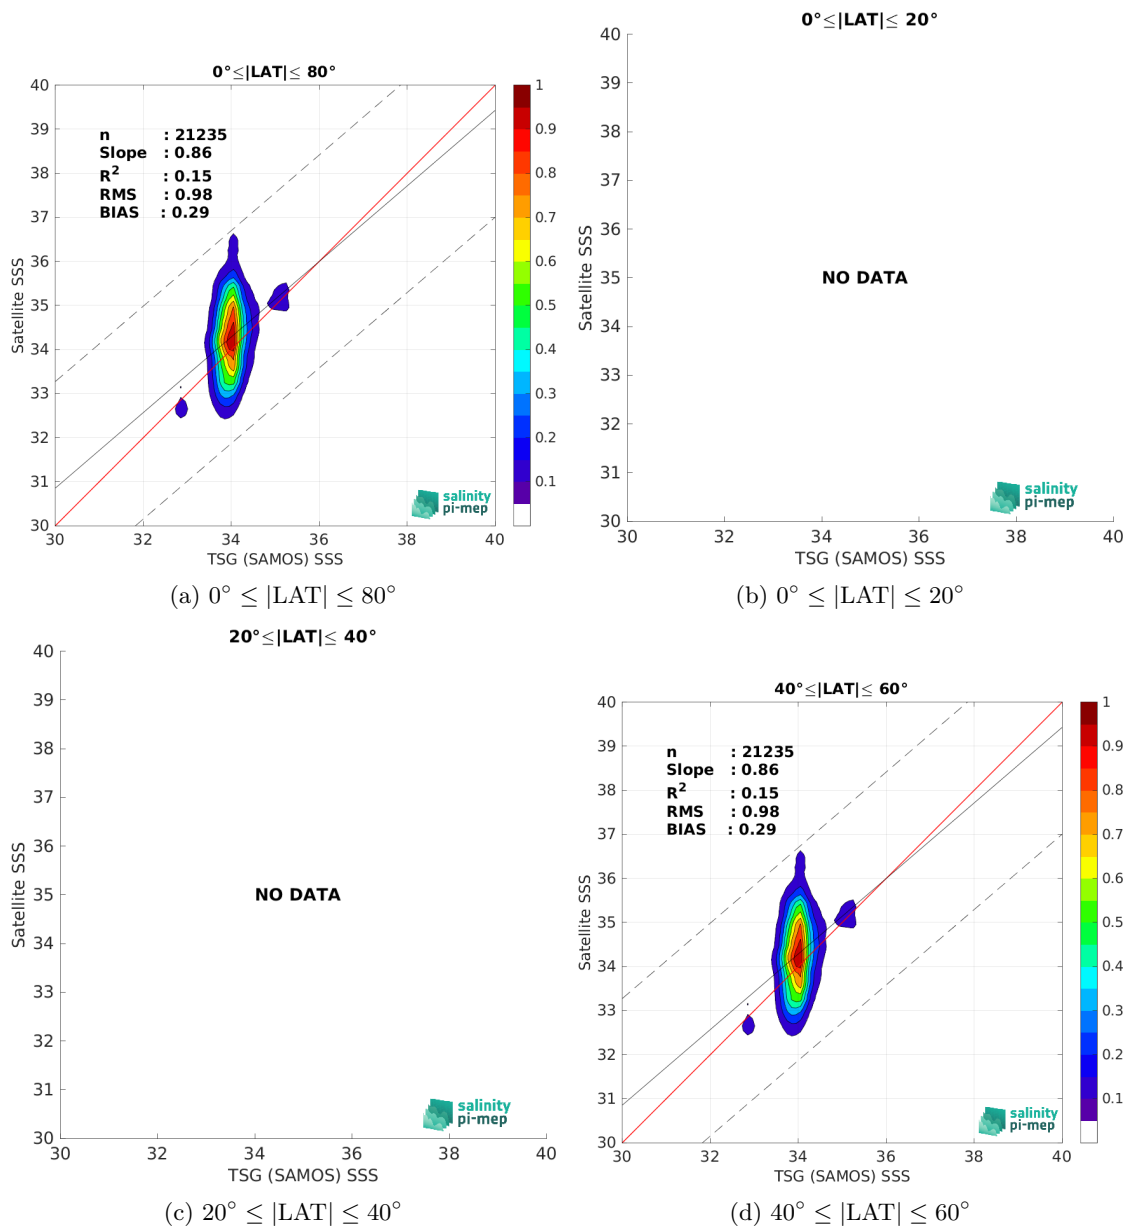 0°≤|LAT|≤ 80°
40
39
38
37
36
35
34
33
32
31
30
Satellite SSS
n : 21235
Slope : 0.86
R² : 0.15
RMS : 0.98
BIAS : 0.29
salinity
pi-mep
30 32 34 36 38 40
TSG (SAMOS) SSS
1
0.9
0.8
0.7
0.6
0.5
0.4
0.3
0.2
0.1
(a) 0° ≤ |LAT| ≤ 80°
0°≤|LAT|≤ 20°
40
39
38
37
36
35
34
33
32
31
30
Satellite SSS
NO DATA
salinity
pi-mep
30 32 34 36 38 40
TSG (SAMOS) SSS
(b) 0° ≤ |LAT| ≤ 20°
20°≤|LAT|≤ 40°
40
39
38
37
36
35
34
33
32
31
30
Satellite SSS
NO DATA
salinity
pi-mep
30 32 34 36 38 40
TSG (SAMOS) SSS
(c) 20° ≤ |LAT| ≤ 40°
40°≤|LAT|≤ 60°
40
39
38
37
36
35
34
33
32
31
30
Satellite SSS
n : 21235
Slope : 0.86
R² : 0.15
RMS : 0.98
BIAS : 0.29
salinity
pi-mep
30 32 34 36 38 40
TSG (SAMOS) SSS
1
0.9
0.8
0.7
0.6
0.5
0.4
0.3
0.2
0.1
(d) 40° ≤ |LAT| ≤ 60°